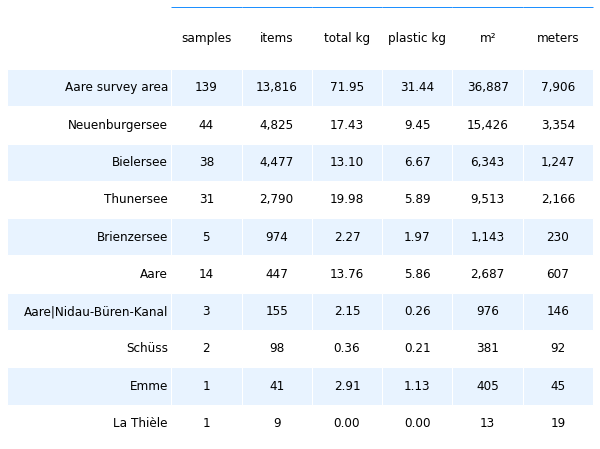 samples items total kg plastic kg m² meters
Aare survey area 139 13,816 71.95 31.44 36,887 7,906
Neuenburgersee 44 4,825 17.43 9.45 15,426 3,354
Bielersee 38 4,477 13.10 6.67 6,343 1,247
Thunersee 31 2,790 19.98 5.89 9,513 2,166
Brienzersee 5 974 2.27 1.97 1,143 230
Aare 14 447 13.76 5.86 2,687 607
Aare|Nidau-Büren-Kanal 3 155 2.15 0.26 976 146
Schüss 2 98 0.36 0.21 381 92
Emme 1 41 2.91 1.13 405 45
La Thièle 1 9 0.00 0.00 13 19